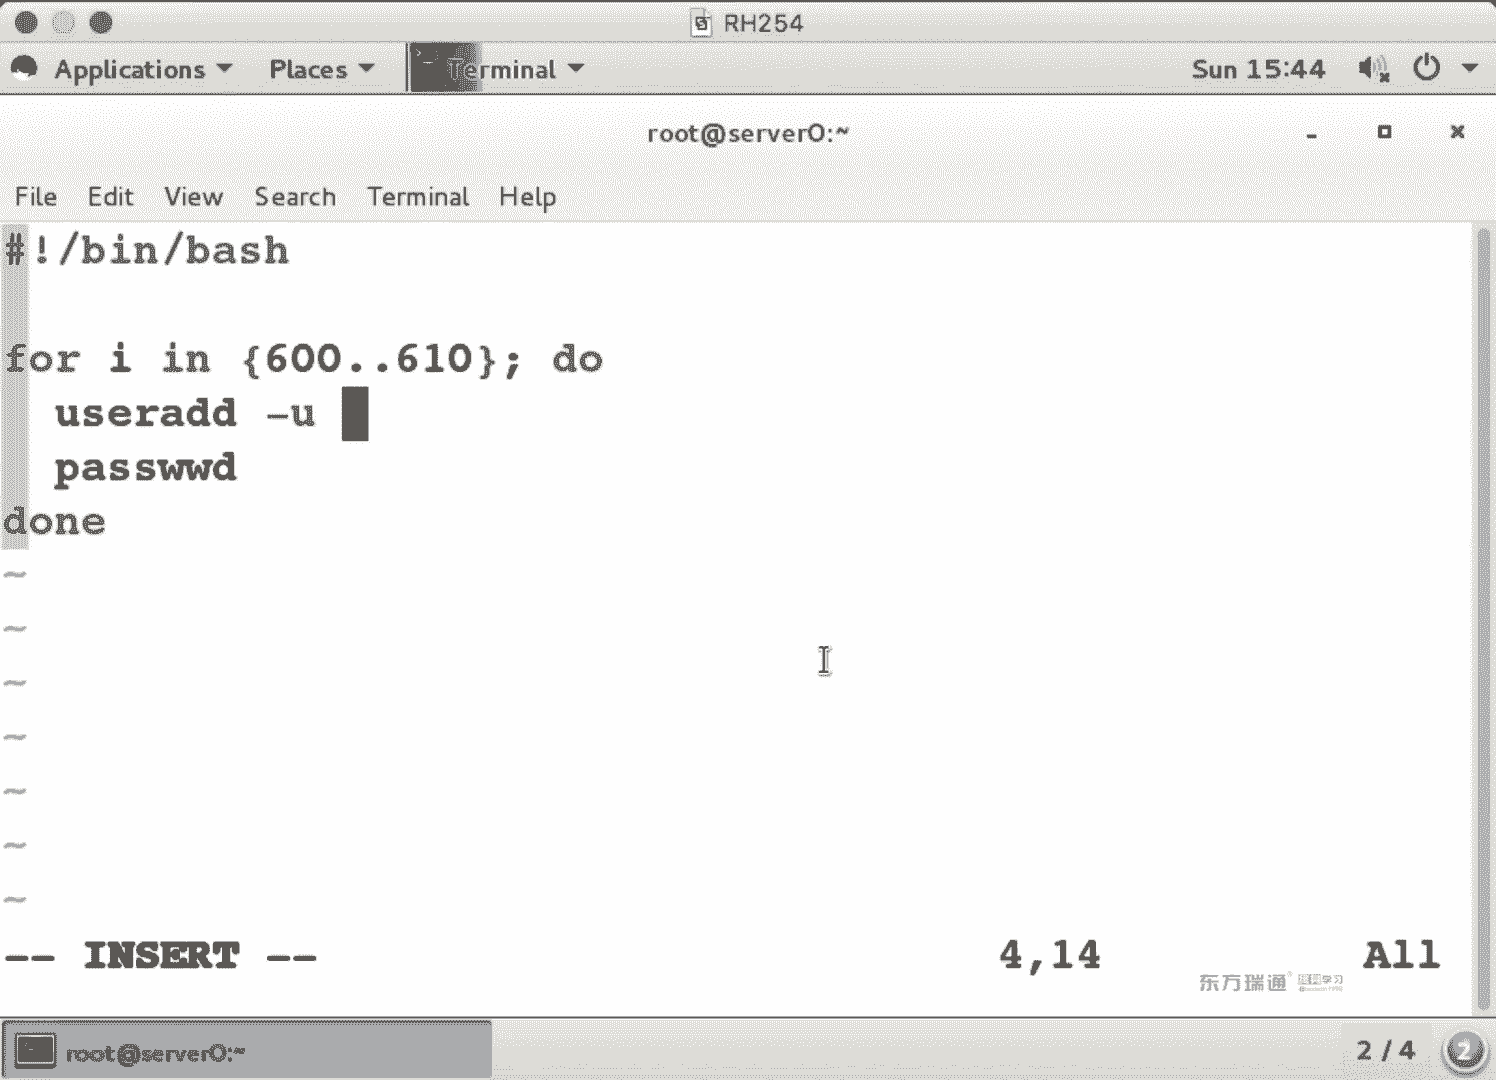 RH254
Applications Places Terminal Sun 15:44
root@server0:~
File Edit View Search Terminal Help
#!/bin/bash
for i in {600..610}; do
  useradd -u
  passwwd
done
~
~
~
~
~
~
~
-- INSERT -- 4,14 All
东方瑞通
root@server0:~ 2 / 4 2